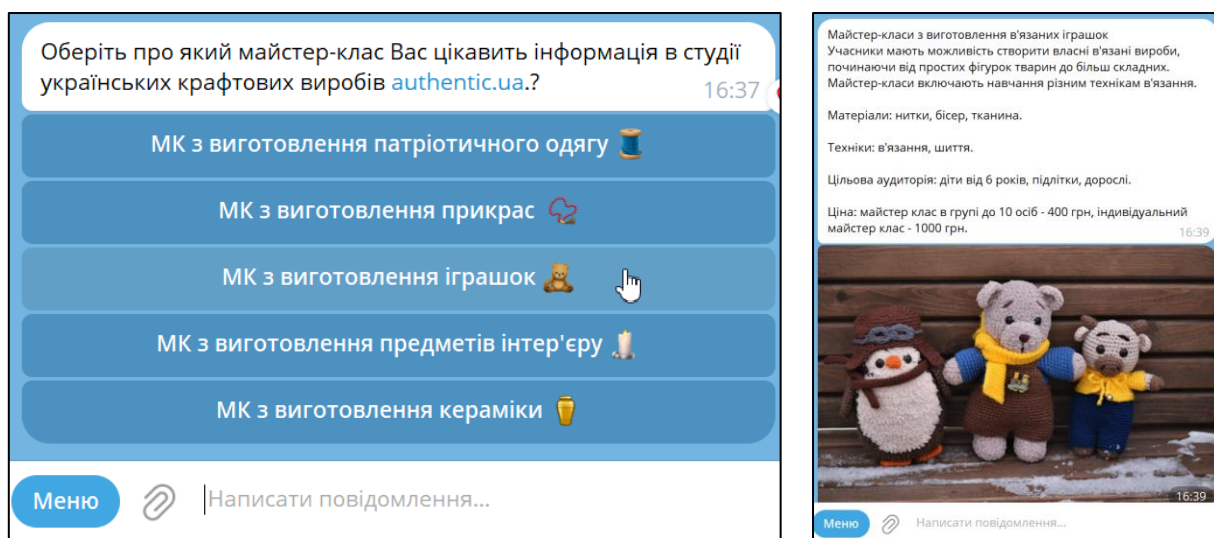 Оберіть про який майстер-клас Вас цікавить інформація в студії
українських крафтових виробів authentic.ua.?
16:37
МК з виготовлення патріотичного одягу
МК з виготовлення прикрас
МК з виготовлення іграшок
МК з виготовлення предметів інтер'єру
МК з виготовлення кераміки
Меню
Написати повідомлення...
Майстер-класи з виготовлення в'язаних іграшок
Учасники мають можливість створити власні в'язані вироби,
починаючи від простих фігурок тварин до більш складних.
Майстер-класи включають навчання різним технікам в'язання.
Матеріали: нитки, бісер, тканина.
Техніки: в'язання, шиття.
Цільова аудиторія: діти від 6 років, підлітки, дорослі.
Ціна: майстер клас в групі до 10 осіб - 400 грн, індивідуальний
майстер клас - 1000 грн.
16:39
16:39
Меню
Написати повідомлення...